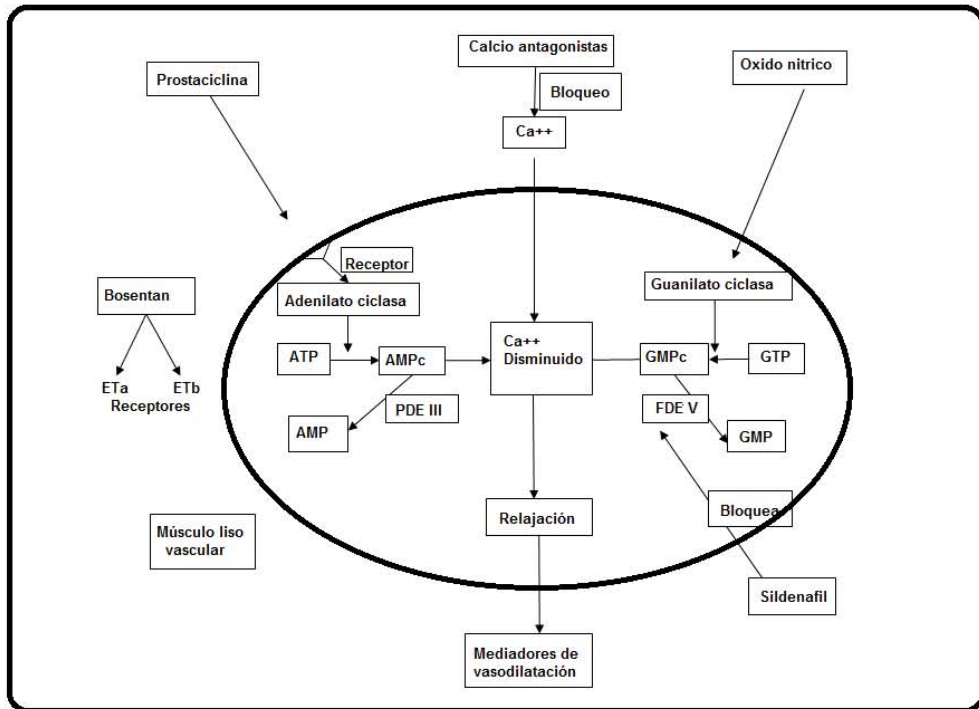 Calcio antagonistas
Prostaciclina
Oxido nitrico
Bloqueo
Ca++
Receptor
Bosentan
Adenilato ciclasa
Guanilato ciclasa
ATP
AMPc
Ca++
Disminuido
GMPc
GTP
ETa
ETb
Receptores
PDE III
FDE V
AMP
GMP
Relajación
Bloquea
Músculo liso
vascular
Sildenafil
Mediadores de
vasodilatación